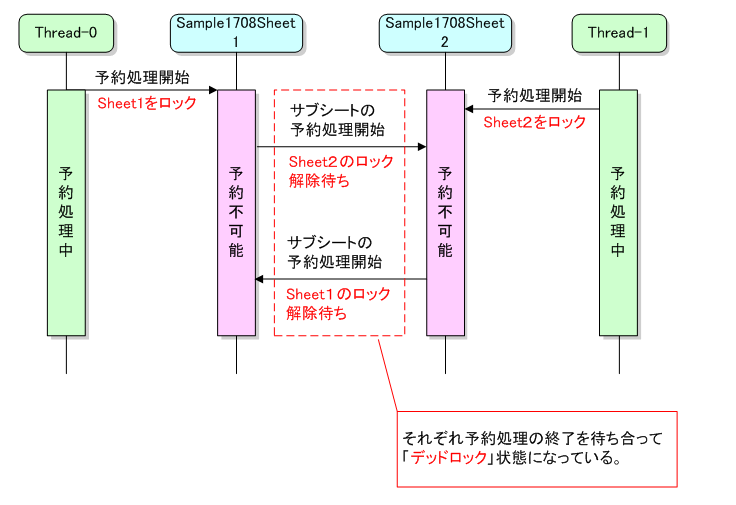 Thread-0
Sample1708Sheet
1
Sample1708Sheet
2
Thread-1
予約処理開始
Sheet1をロック
サブシートの
予約処理開始
Sheet2のロック
解除待ち
予約処理開始
Sheet2をロック
予約処理中
予約不可能
予約不可能
予約処理中
サブシートの
予約処理開始
Sheet1のロック
解除待ち
それぞれ予約処理の終了を待ち合って
「デッドロック」状態になっている。